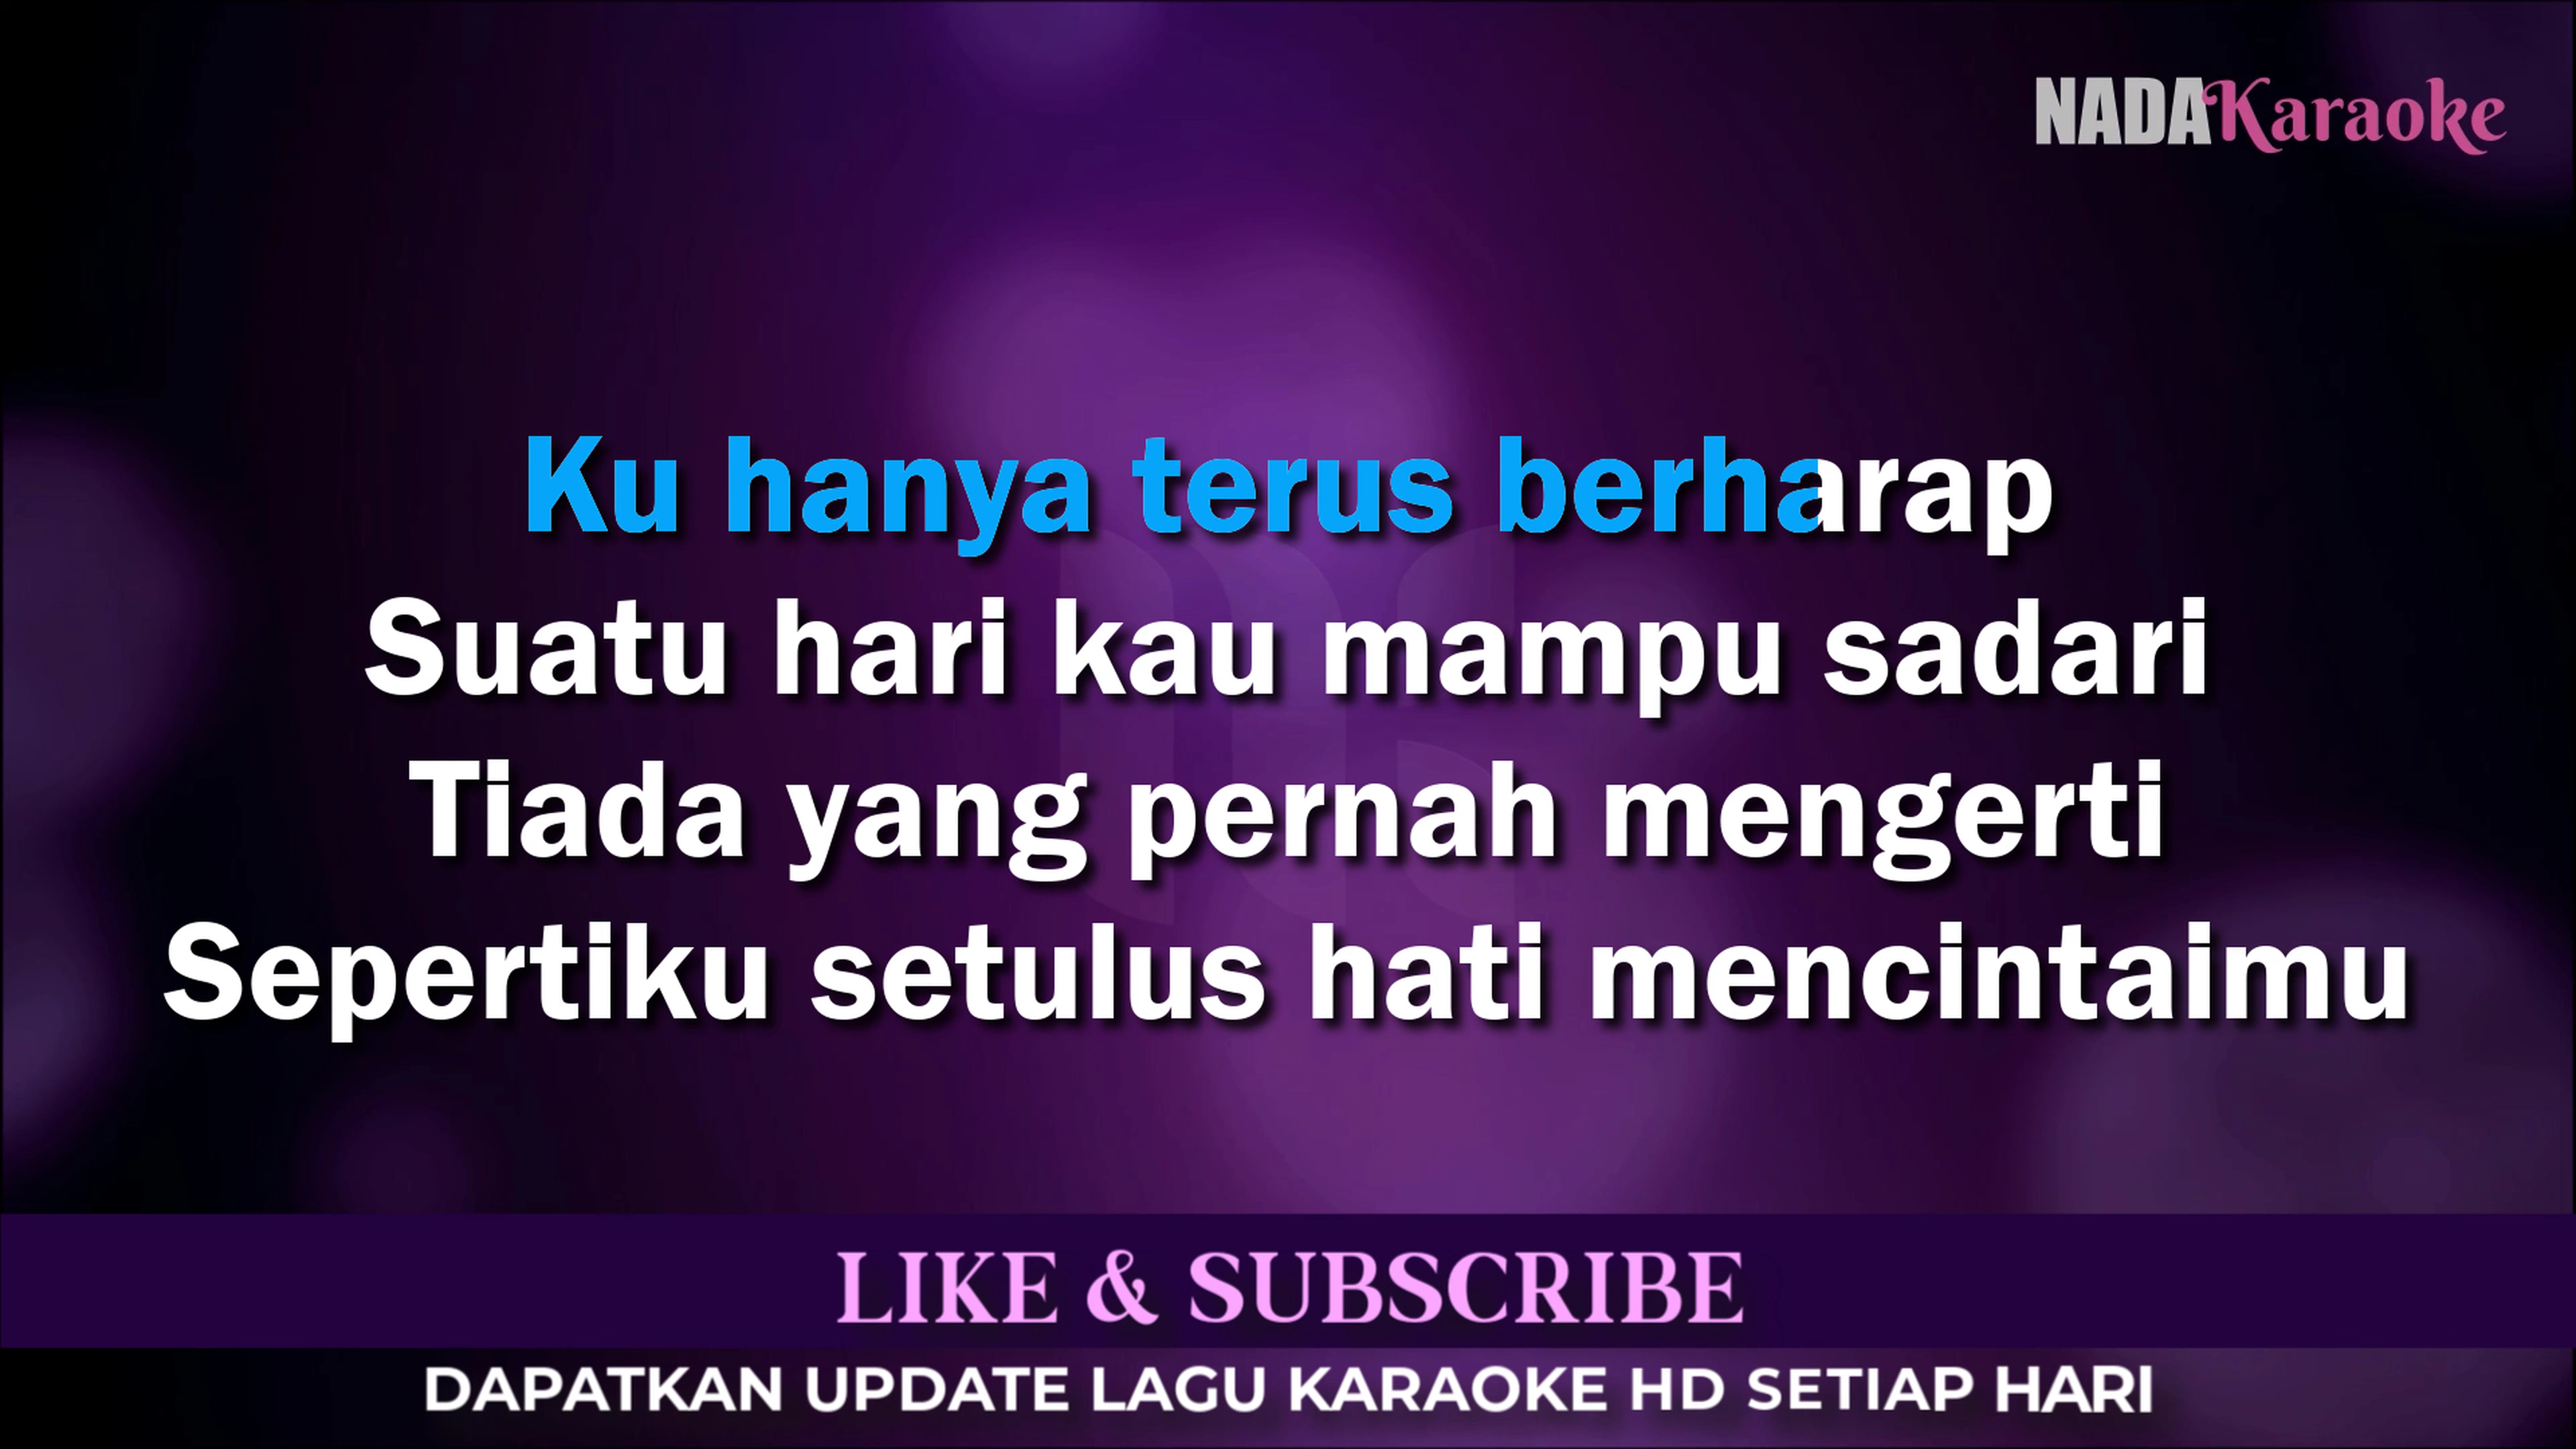 NADAKaraoke
Ku hanya terus berharap
Suatu hari kau mampu sadari
Tiada yang pernah mengerti
Sepertiku setulus hati mencintaimu
LIKE & SUBSCRIBE
DAPATKAN UPDATE LAGU KARAOKE HD SETIAP HARI